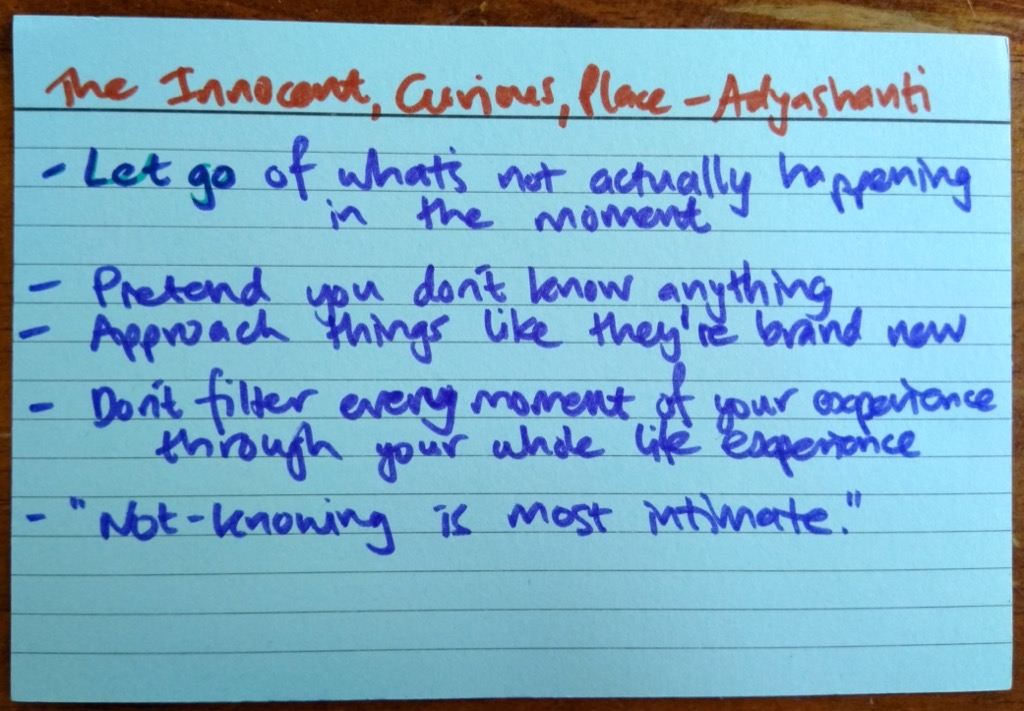 The Innocent, Curious, Place - Adyashanti
- Let go of what's not actually happening
in the moment
- Pretend you don't know anything
- Approach things like they're brand new
- Don't filter every moment of your experience
through your whole life experience
- "Not-knowing is most intimate."